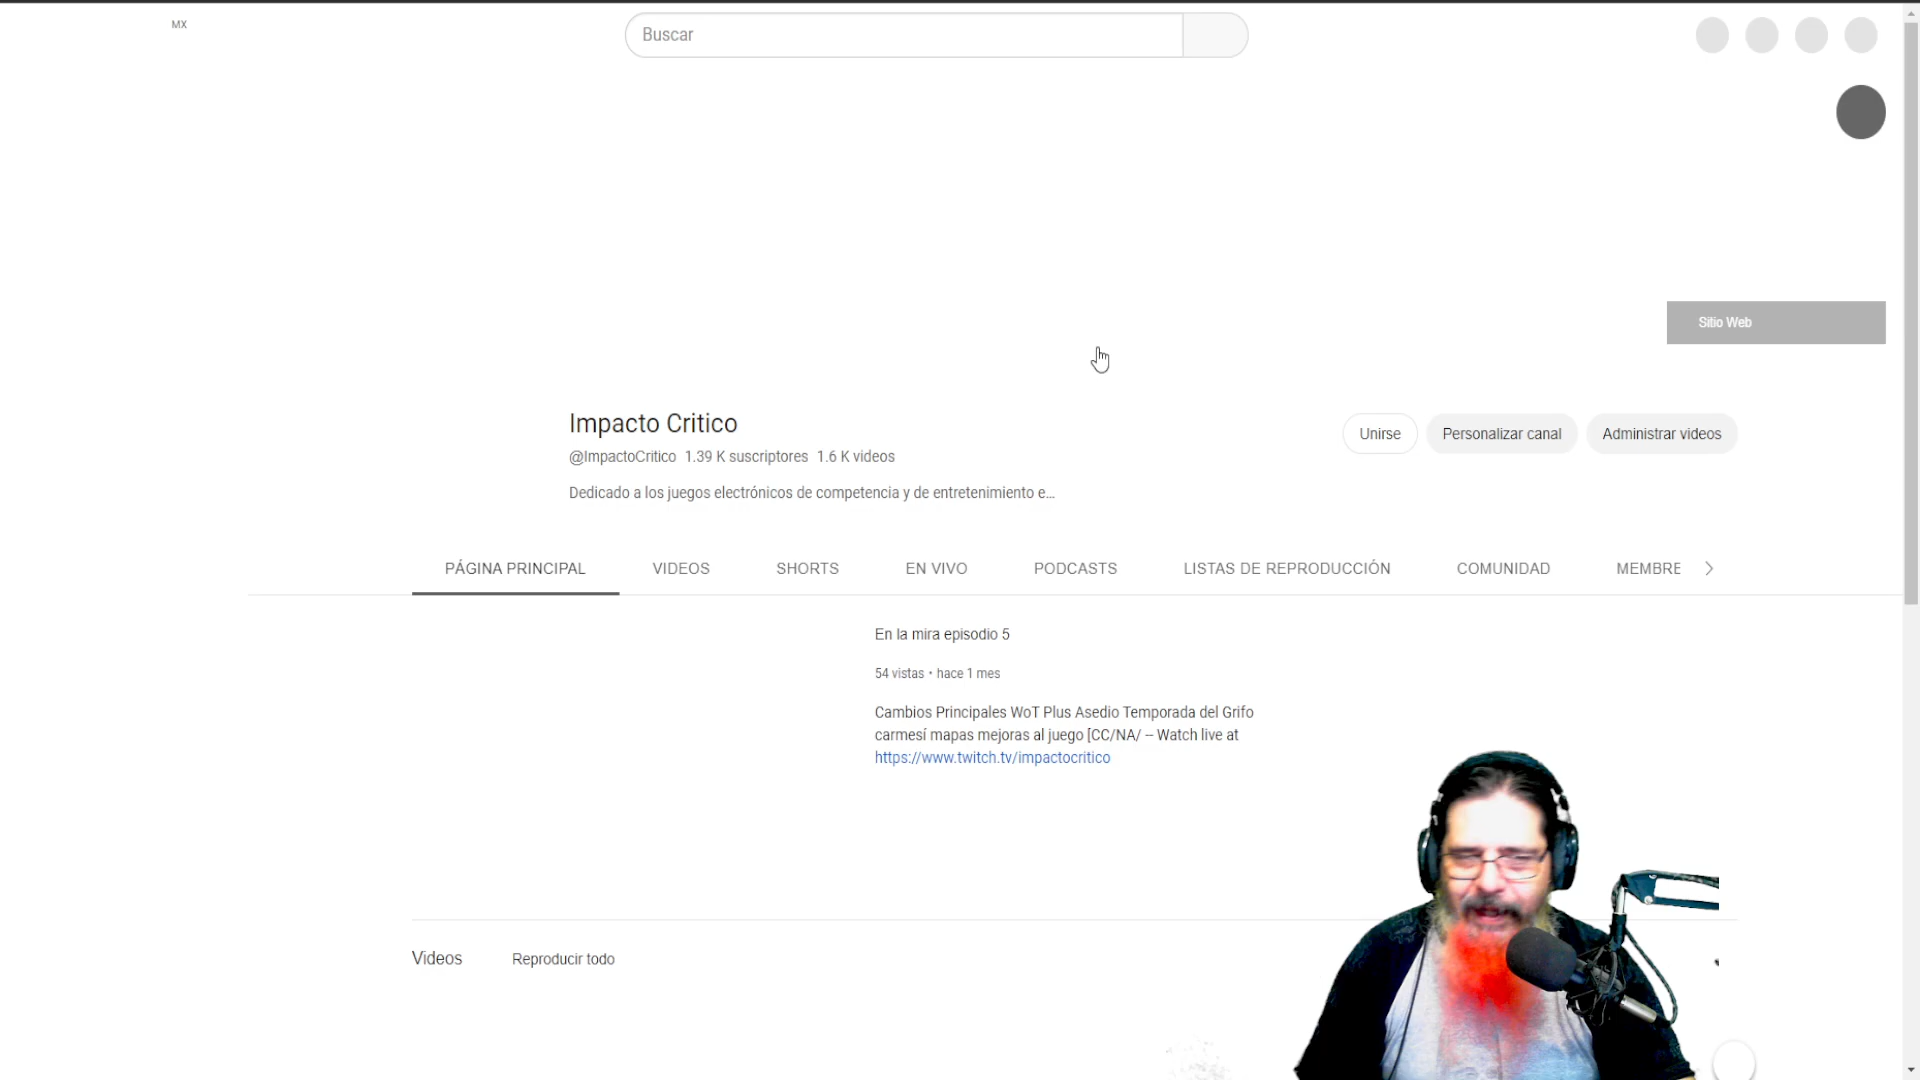 MX
Buscar
Sitio Web
Impacto Critico
@ImpactoCritico 1.39 K suscriptores 1.6 K videos
Dedicado a los juegos electrónicos de competencia y de entretenimiento e...
Unirse
Personalizar canal
Administrar videos
PÁGINA PRINCIPAL
VIDEOS
SHORTS
EN VIVO
PODCASTS
LISTAS DE REPRODUCCIÓN
COMUNIDAD
MEMBRE
En la mira episodio 5
54 vistas • hace 1 mes
Cambios Principales WoT Plus Asedio Temporada del Grifo
carmesí mapas mejoras al juego [CC/NA/ -- Watch live at
https://www.twitch.tv/impactocritico
Videos
Reproducir todo